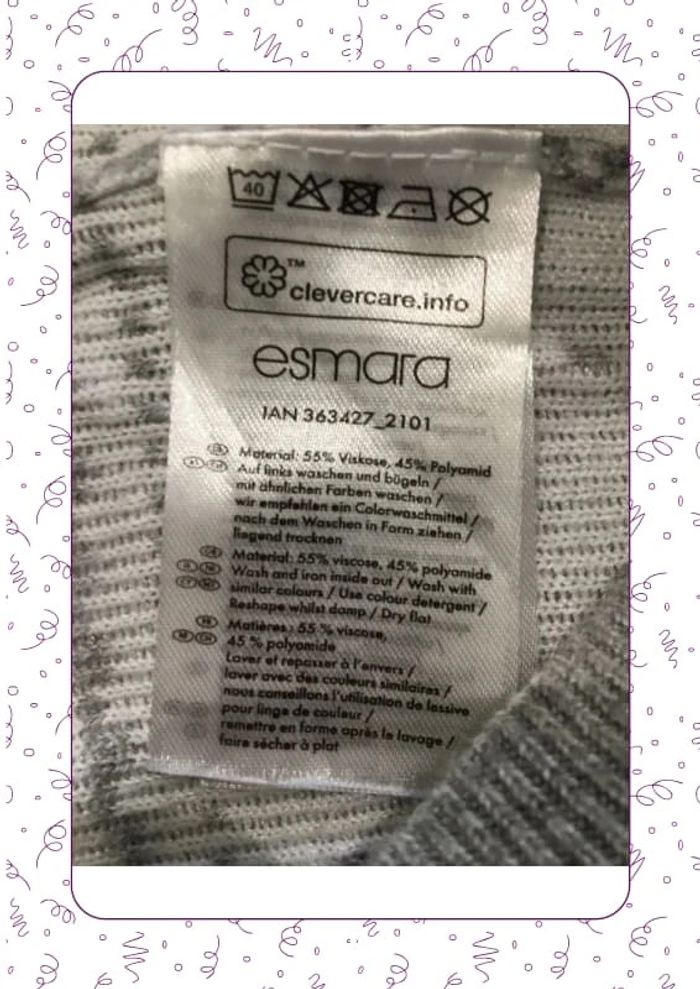 40
™
clevercare.info
esmara
IAN 363427_2101
Material: 55% Viskose, 45% Polyamid
Auf links waschen und bügeln /
mit ähnlichen Farben waschen /
wir empfehlen ein Colorwaschmittel /
nach dem Waschen in Form ziehen /
liegend trocknen
Material: 55% viscose, 45% polyamide
Wash and iron inside out / Wash with
similar colours / Use colour detergent /
Reshape whilst damp / Dry flat
Matières : 55 % viscose,
45 % polyamide
Laver et repasser à l'envers /
laver avec des couleurs similaires /
nous conseillons l'utilisation de lessive
pour linge de couleur /
remettre en forme après le lavage /
faire sécher à plat